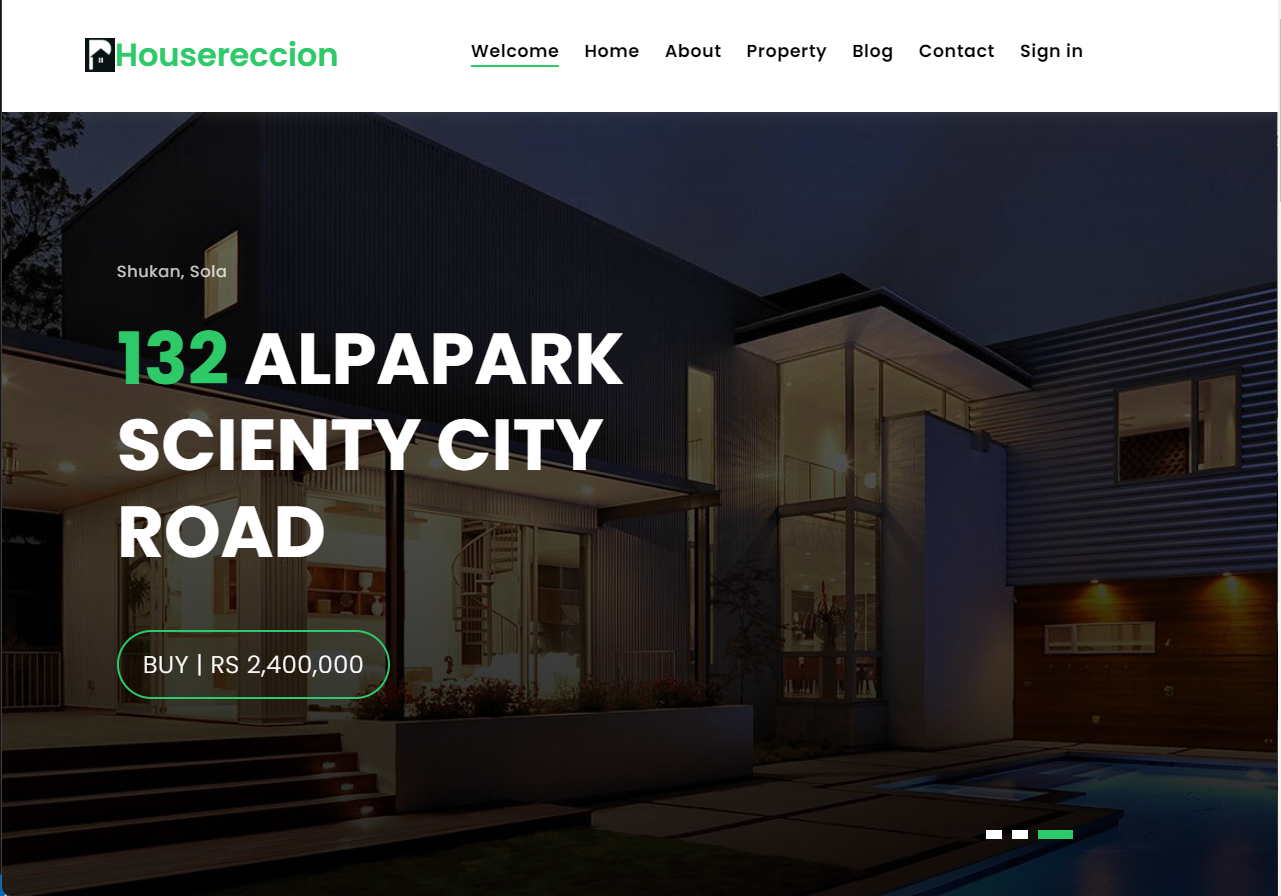 Housereccion
Welcome Home About Property Blog Contact Sign in
Shukan, Sola
132 ALPAPARK
SCIENTY CITY
ROAD
BUY | RS 2,400,000